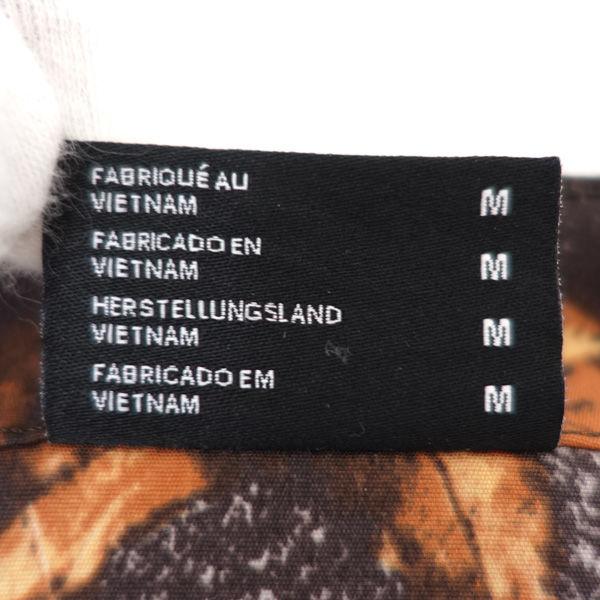 FABRIQUÉ AU
VIETNAM M
FABRICADO EN
VIETNAM M
HERSTELLUNGSLAND
VIETNAM M
FABRICADO EM
VIETNAM M